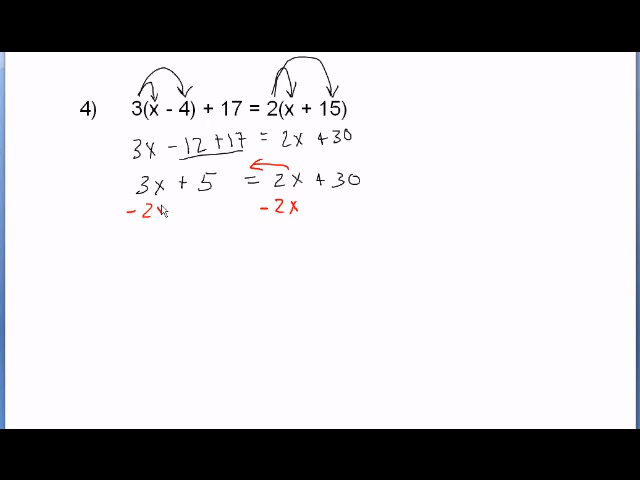 4) 3(x - 4) + 17 = 2(x + 15)
3x - 12 + 17 = 2x + 30
3x + 5 = 2x + 30
- 2x - 2x